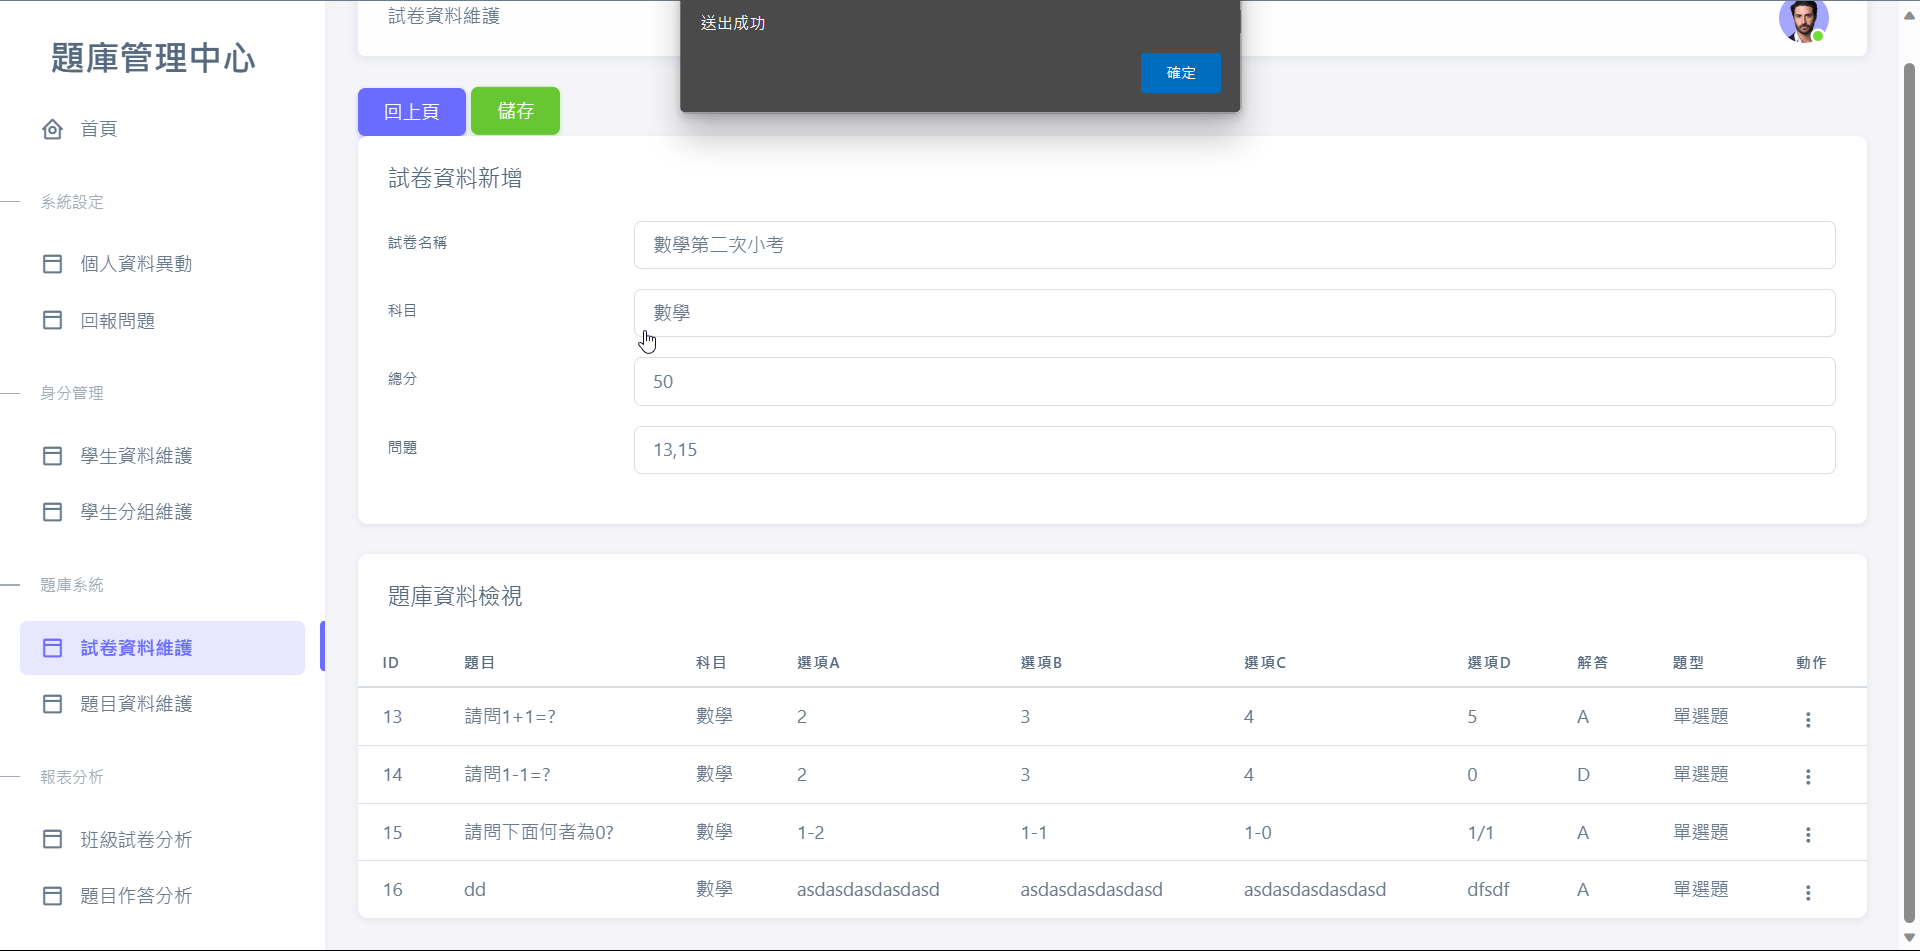 題庫管理中心
首頁
系統設定
個人資料異動
回報問題
身分管理
學生資料維護
學生分組維護
題庫系統
試卷資料維護
題目資料維護
報表分析
班級試卷分析
題目作答分析
試卷資料維護
送出成功
確定
回上頁
儲存
試卷資料新增
試卷名稱 數學第二次小考
科目 數學
總分 50
問題 13,15
題庫資料檢視
ID 題目 科目 選項A 選項B 選項C 選項D 解答 題型 動作
13 請問1+1=? 數學 2 3 4 5 A 單選題
14 請問1-1=? 數學 2 3 4 0 D 單選題
15 請問下面何者為0? 數學 1-2 1-1 1-0 1/1 A 單選題
16 dd 數學 asdasdasdasdasd asdasdasdasdasd asdasdasdasdasd dfsdf A 單選題